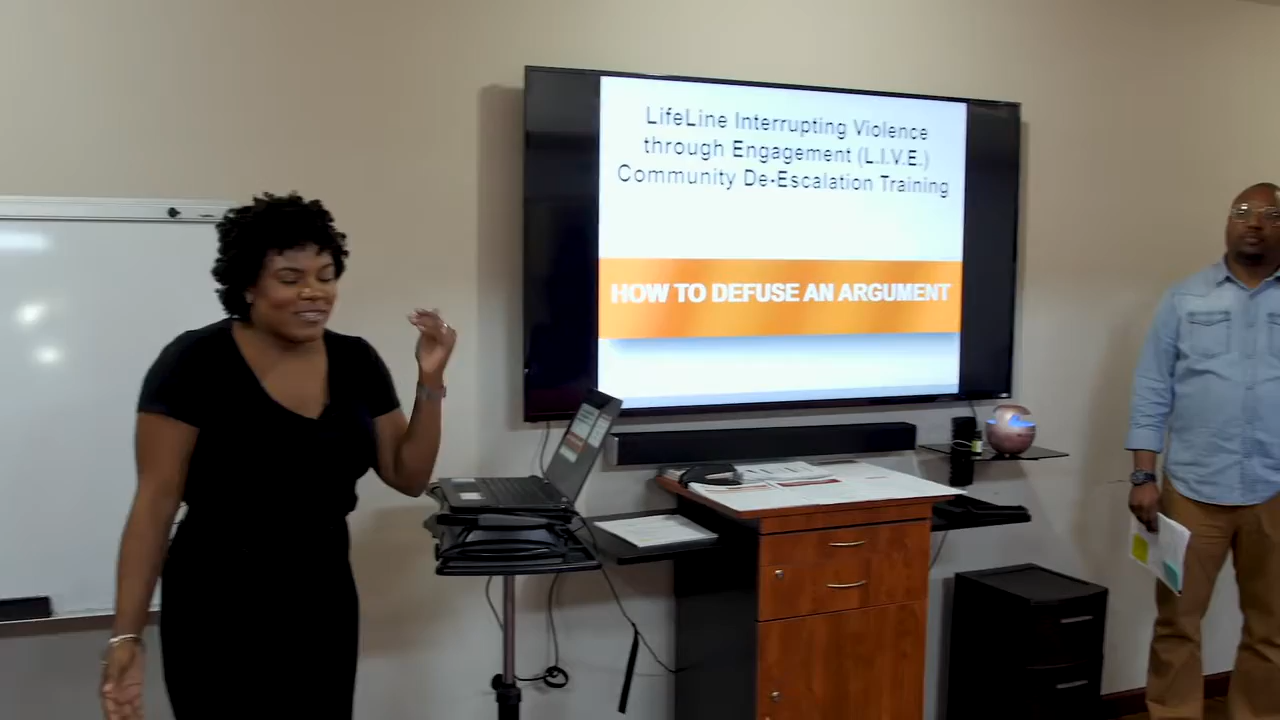 LifeLine Interrupting Violence
through Engagement (L.I.V.E.)
Community De-Escalation Training
HOW TO DEFUSE AN ARGUMENT